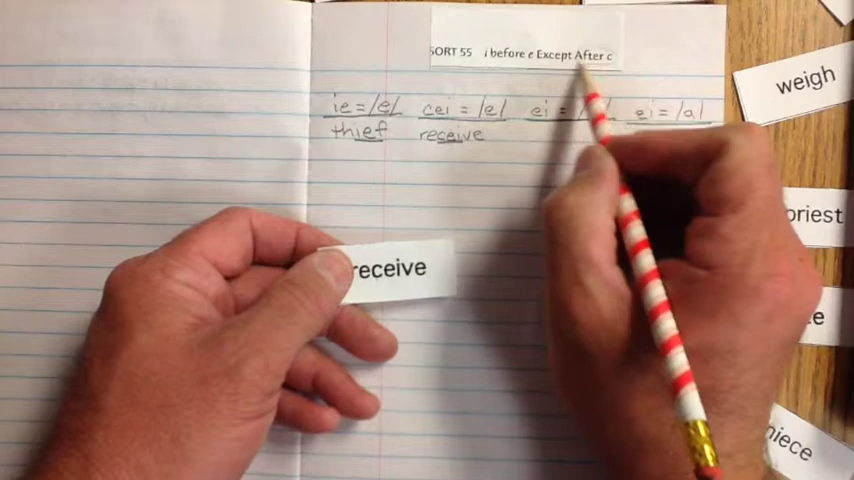 SORT 55 i before e Except After c
weigh
ie = /e/ cei = /e/ ei = ei = /a/
thief receive
priest
receive
e
niece